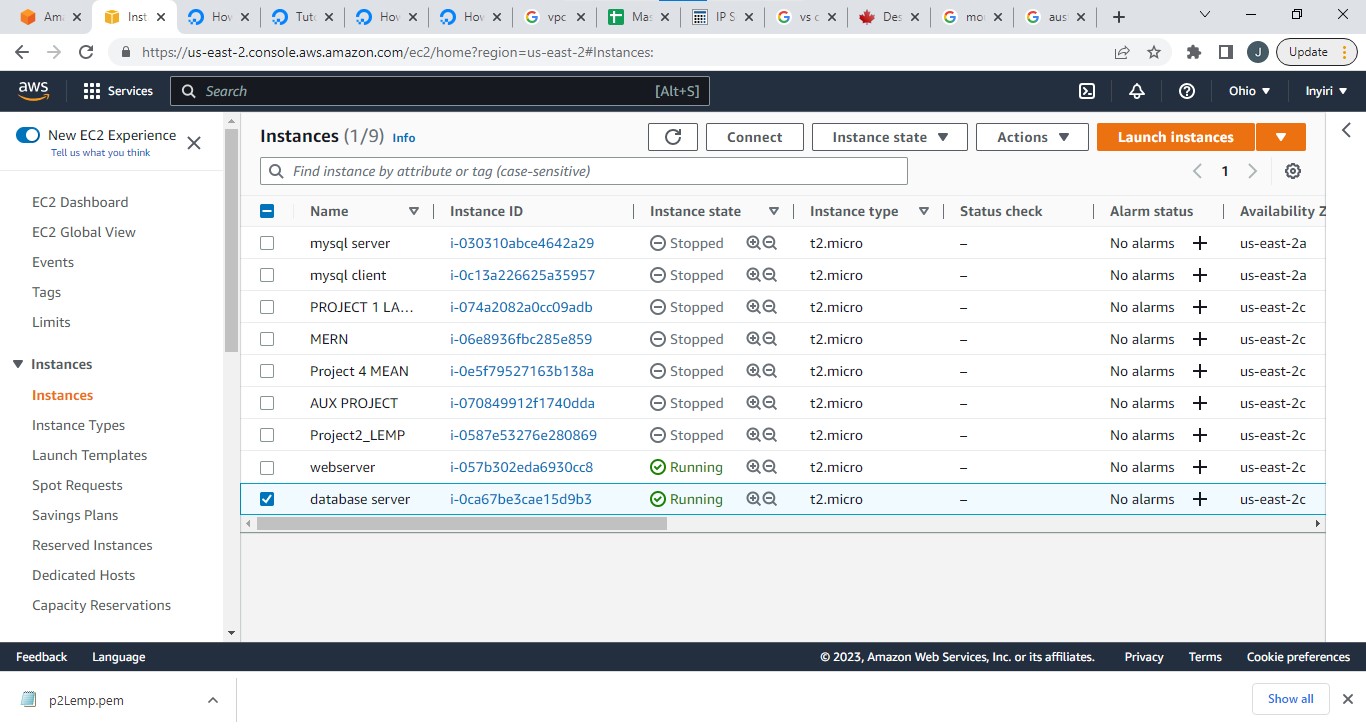 Ama
Inst
How
Tuto
How
How
vpc
Mas
IP S
vs c
Des
mo
aus
https://us-east-2.console.aws.amazon.com/ec2/home?region=us-east-2#Instances:
J
Update
aws
Services
Search
[Alt+S]
Ohio
Inyiri
New EC2 Experience
Tell us what you think
EC2 Dashboard
EC2 Global View
Events
Tags
Limits
Instances
Instances
Instance Types
Launch Templates
Spot Requests
Savings Plans
Reserved Instances
Dedicated Hosts
Capacity Reservations
Instances (1/9) Info
Connect
Instance state
Actions
Launch instances
Find instance by attribute or tag (case-sensitive)
1
Name Instance ID Instance state Instance type Status check Alarm status Availability Z
mysql server i-030310abce4642a29 Stopped t2.micro – No alarms us-east-2a
mysql client i-0c13a226625a35957 Stopped t2.micro – No alarms us-east-2a
PROJECT 1 LA... i-074a2082a0cc09adb Stopped t2.micro – No alarms us-east-2c
MERN i-06e8936fbc285e859 Stopped t2.micro – No alarms us-east-2c
Project 4 MEAN i-0e5f79527163b138a Stopped t2.micro – No alarms us-east-2c
AUX PROJECT i-070849912f1740dda Stopped t2.micro – No alarms us-east-2c
Project2_LEMP i-0587e53276e280869 Stopped t2.micro – No alarms us-east-2c
webserver i-057b302eda6930cc8 Running t2.micro – No alarms us-east-2c
database server i-0ca67be3cae15d9b3 Running t2.micro – No alarms us-east-2c
Feedback Language © 2023, Amazon Web Services, Inc. or its affiliates. Privacy Terms Cookie preferences
p2Lemp.pem
Show all